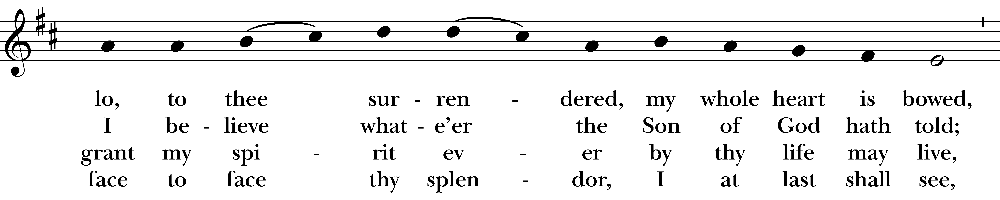 lo, to thee sur - ren - dered, my whole heart is bowed,
I be - lieve what - e’er the Son of God hath told;
grant my spi - rit ev - er by thy life may live,
face to face thy splen - dor, I at last shall see,